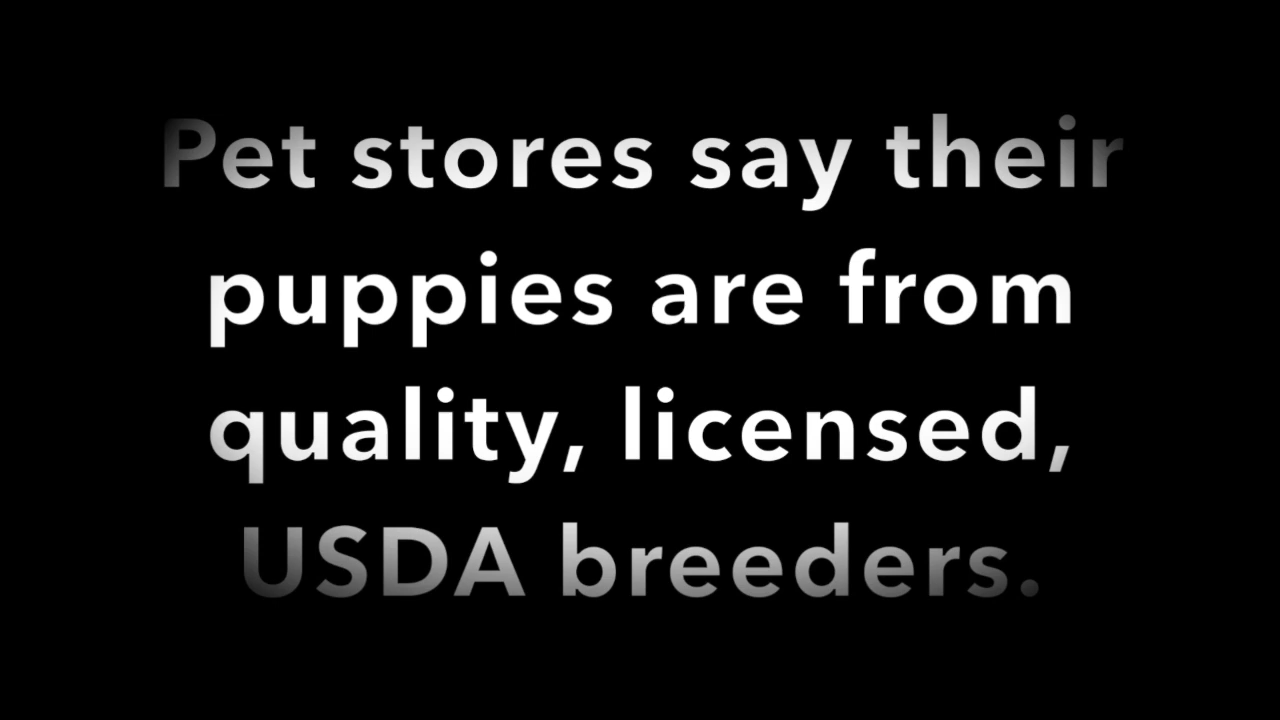 Pet stores say their
puppies are from
quality, licensed,
USDA breeders.